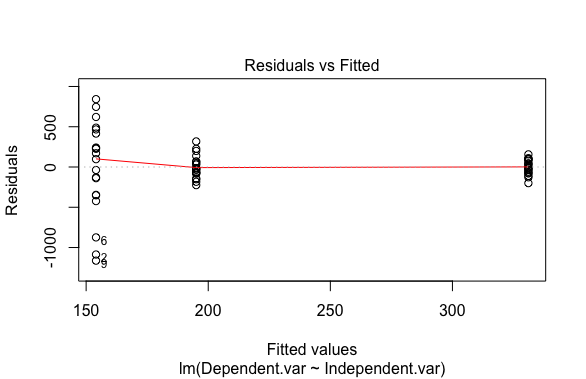 Residuals vs Fitted
Residuals
500
0
-1000
6
2
9
150
200
250
300
Fitted values
lm(Dependent.var ~ Independent.var)